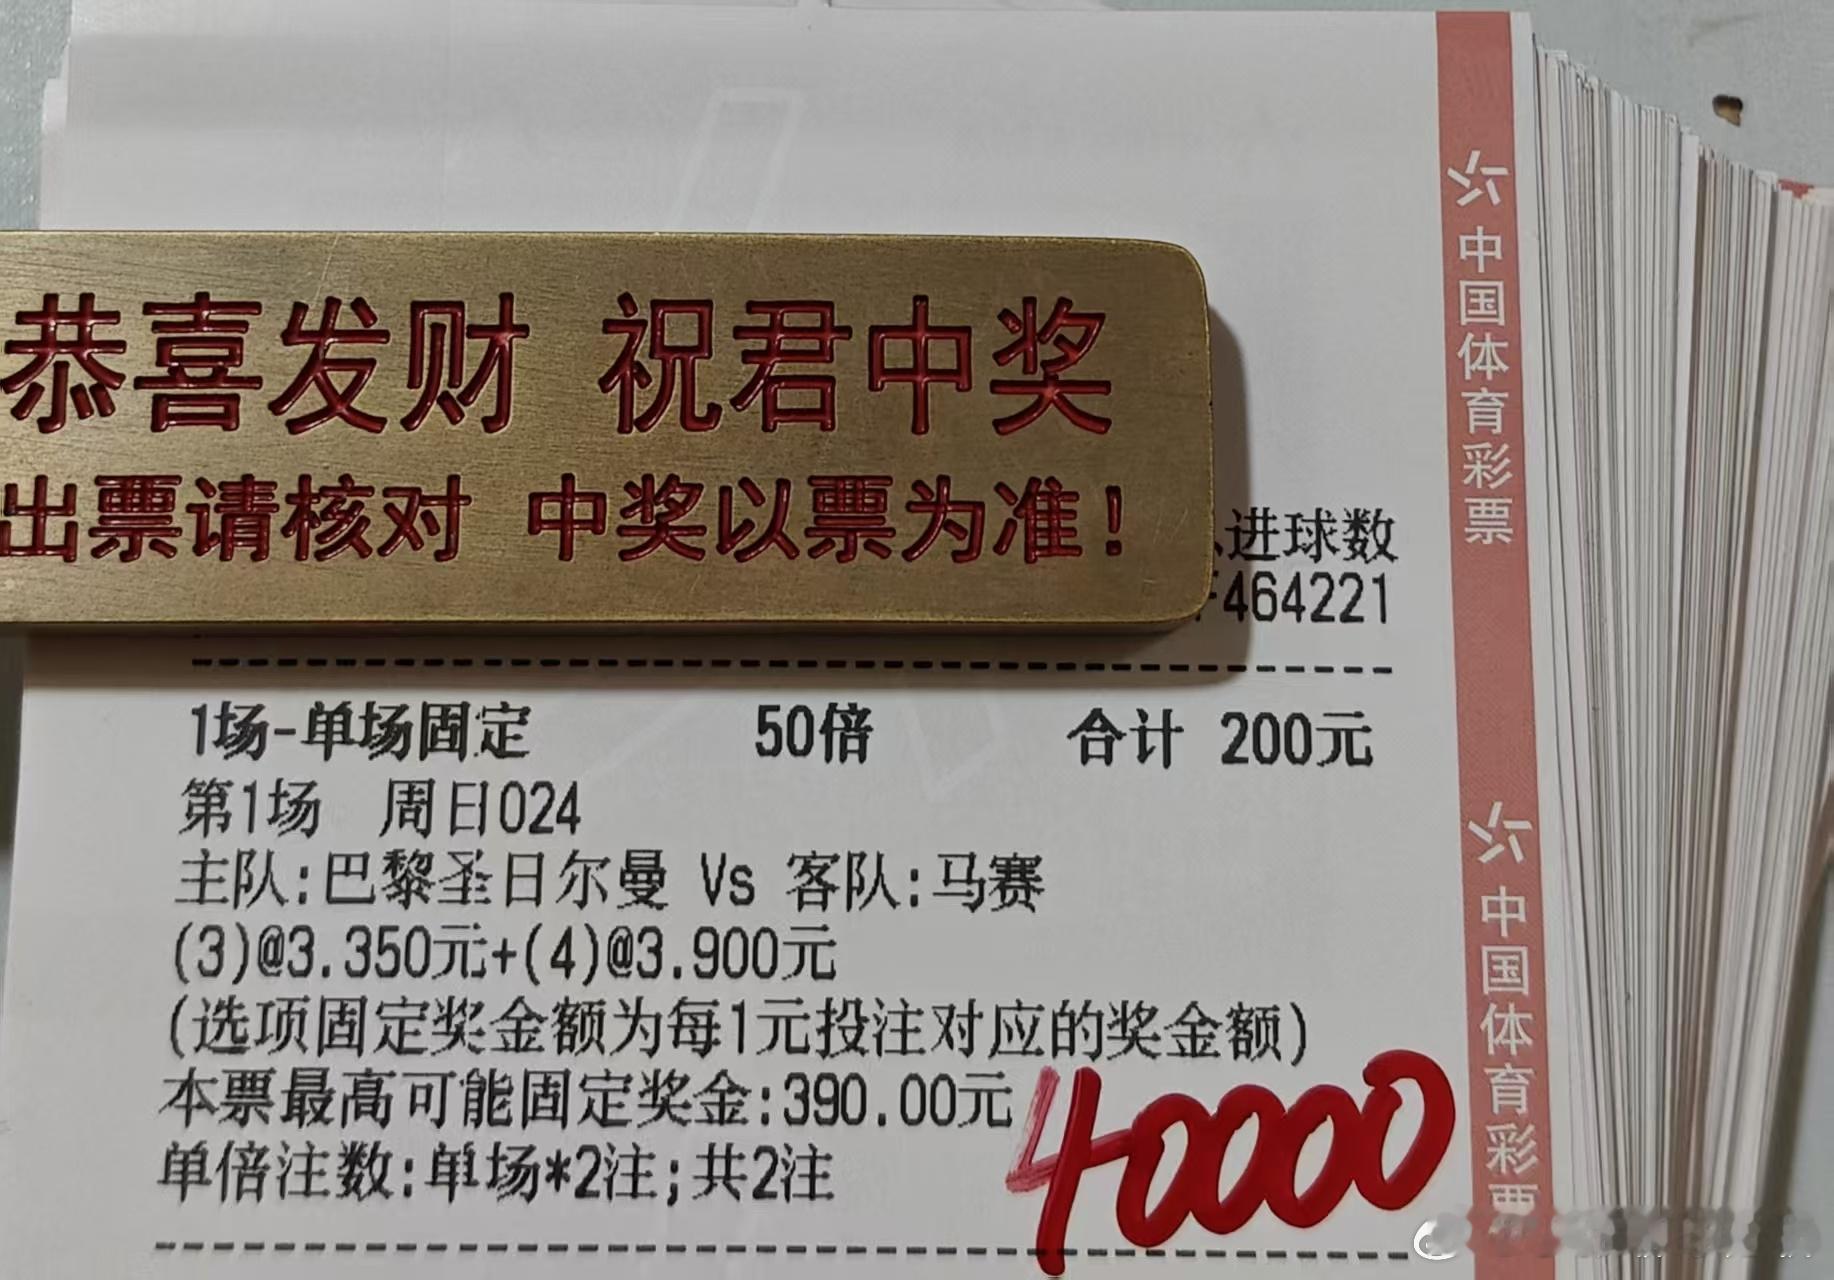 恭喜发财 祝君中奖
出票请核对 中奖以票为准!
进球数
464221
1场-单场固定 50倍 合计 200元
第1场 周日024
主队:巴黎圣日尔曼 Vs 客队:马赛
(3)@3.350元+(4)@3.900元
(选项固定奖金额为每1元投注对应的奖金额)
本票最高可能固定奖金:390.00元
单倍注数:单场*2注;共2注
40000
中国体育彩票
中国体育彩票